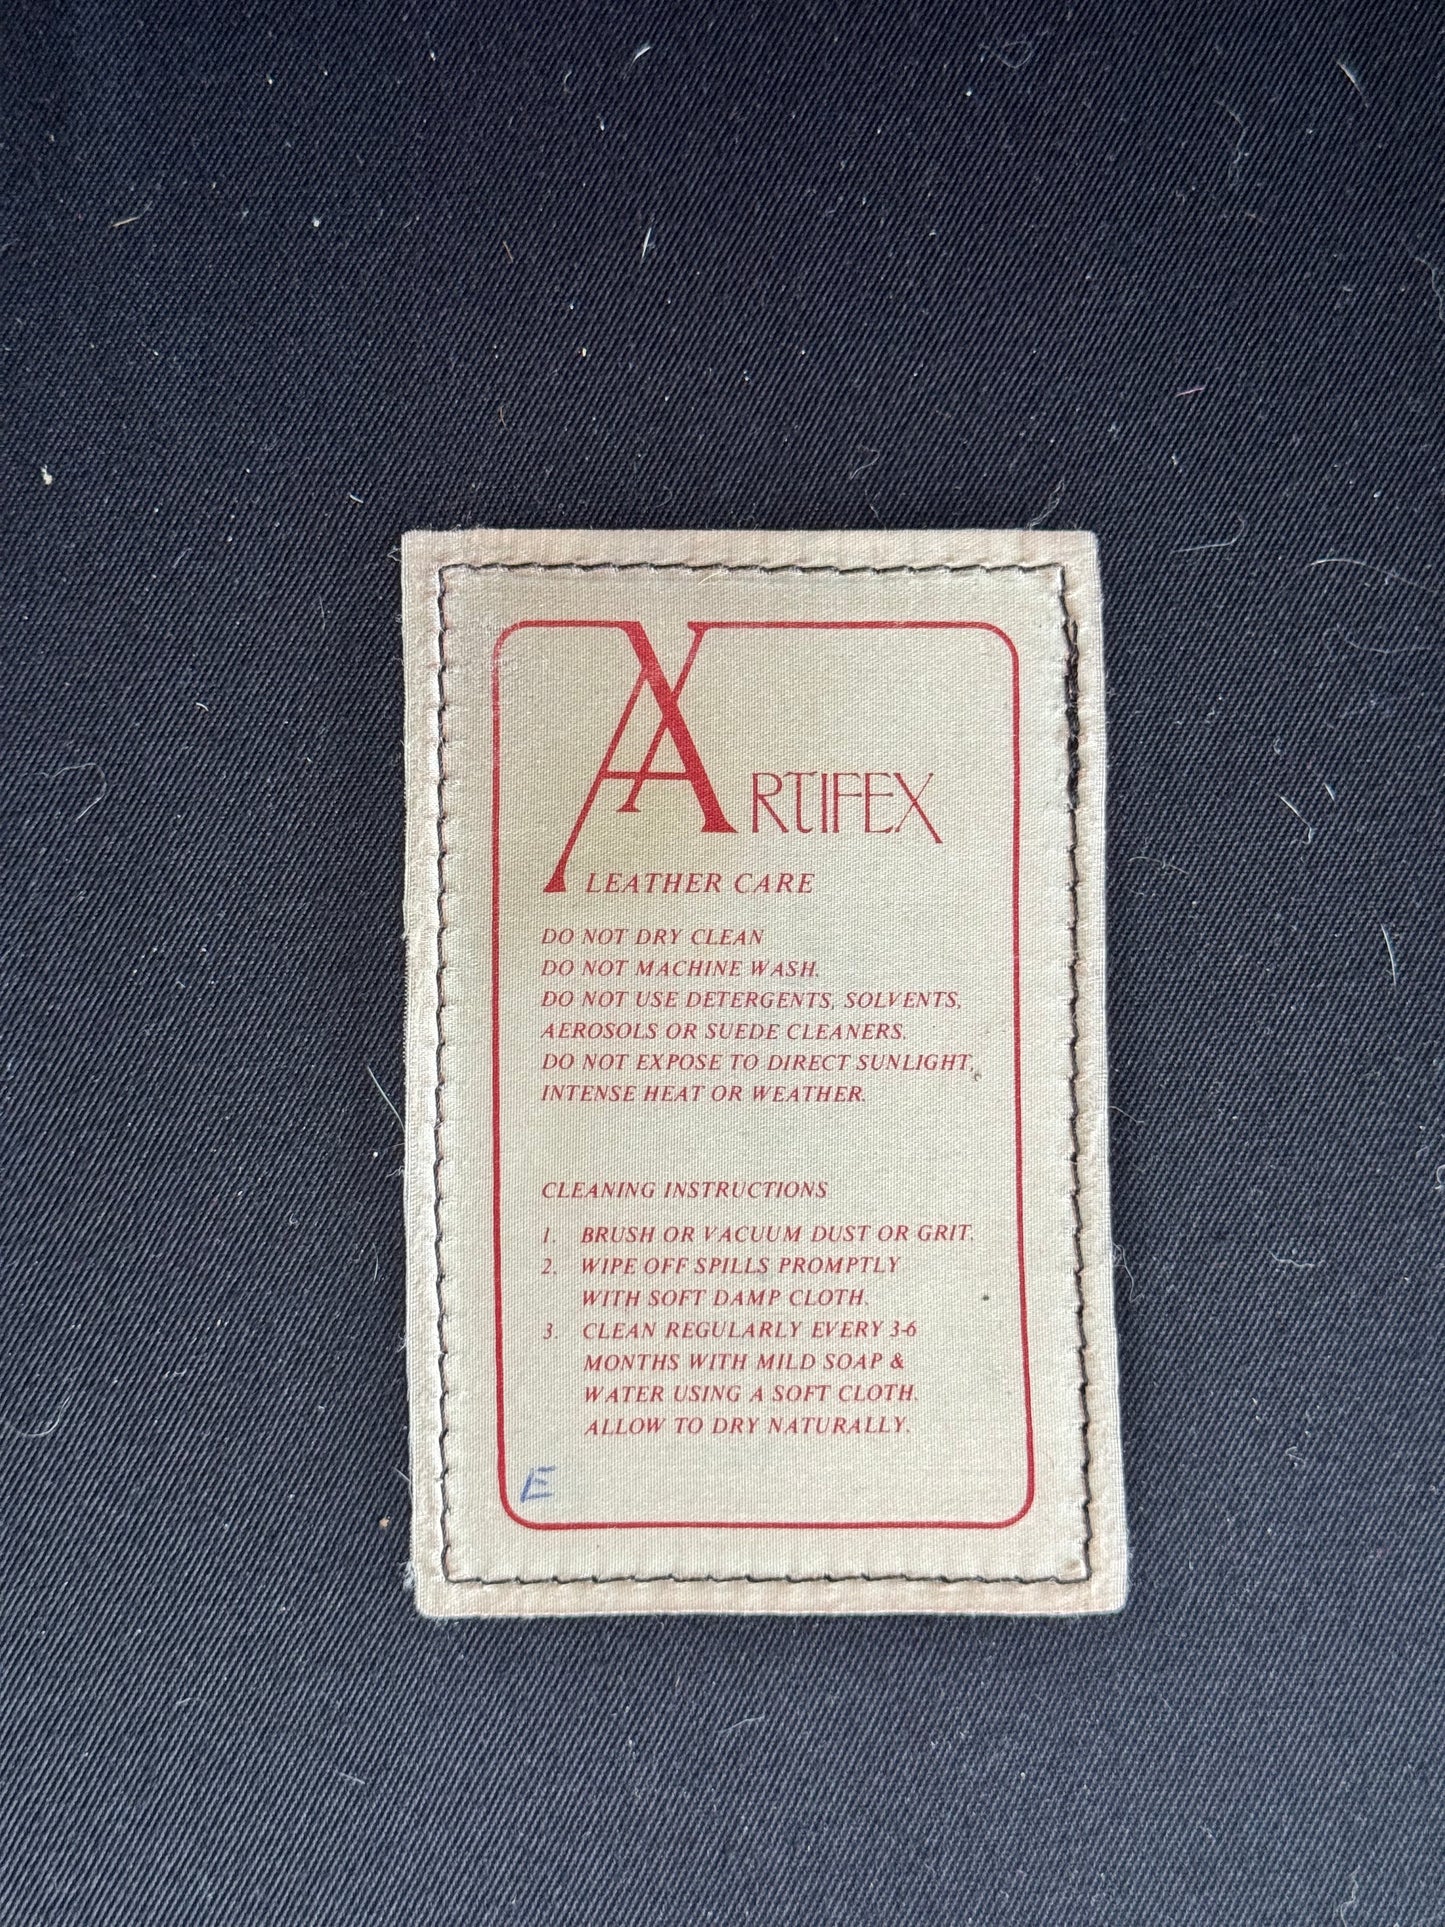 ARTIFEX
LEATHER CARE
DO NOT DRY CLEAN
DO NOT MACHINE WASH.
DO NOT USE DETERGENTS, SOLVENTS,
AEROSOLS OR SUEDE CLEANERS.
DO NOT EXPOSE TO DIRECT SUNLIGHT,
INTENSE HEAT OR WEATHER.
CLEANING INSTRUCTIONS
1. BRUSH OR VACUUM DUST OR GRIT.
2. WIPE OFF SPILLS PROMPTLY
WITH SOFT DAMP CLOTH.
3. CLEAN REGULARLY EVERY 3-6
MONTHS WITH MILD SOAP &
WATER USING A SOFT CLOTH.
ALLOW TO DRY NATURALLY.
E